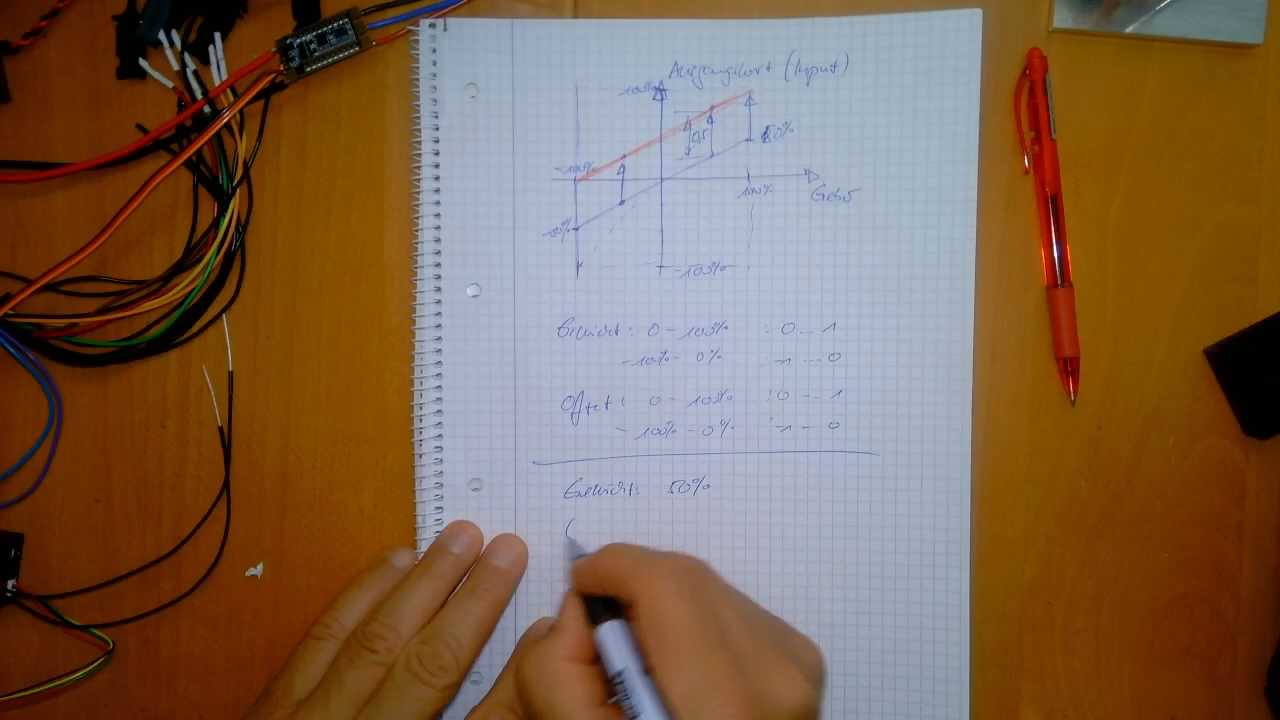 Ausgangswert (Input)
-100%
0,5
50%
-100%
100%
Geber
-50%
-100%
Gewicht: 0 - 100% : 0 ... 1
-100% - 0% : -1 ... 0
Offset: 0 - 100% : 0 ... 1
-100% - 0% : -1 - 0
Gewicht: 50%
(